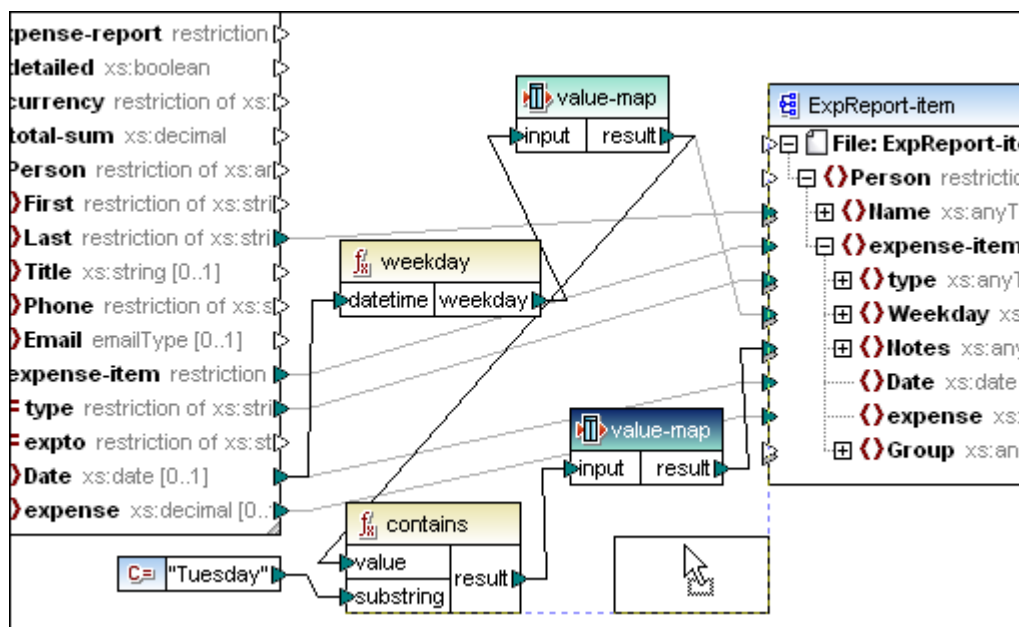 pense-report restriction
detailed xs:boolean
currency restriction of xs:
total-sum xs:decimal
Person restriction of xs:an
First restriction of xs:stri
Last restriction of xs:stri
Title xs:string [0..1]
Phone restriction of xs:s
Email emailType [0..1]
expense-item restriction
type restriction of xs:stri
expto restriction of xs:st
Date xs:date [0..1]
expense xs:decimal [0..
value-map
input result
weekday
datetime weekday
value-map
input result
contains
value
substring
result
C= "Tuesday"
ExpReport-item
File: ExpReport-ite
Person restrictio
Name xs:anyT
expense-item
type xs:anyT
Weekday xs
Notes xs:any
Date xs:date
expense xs:
Group xs:an